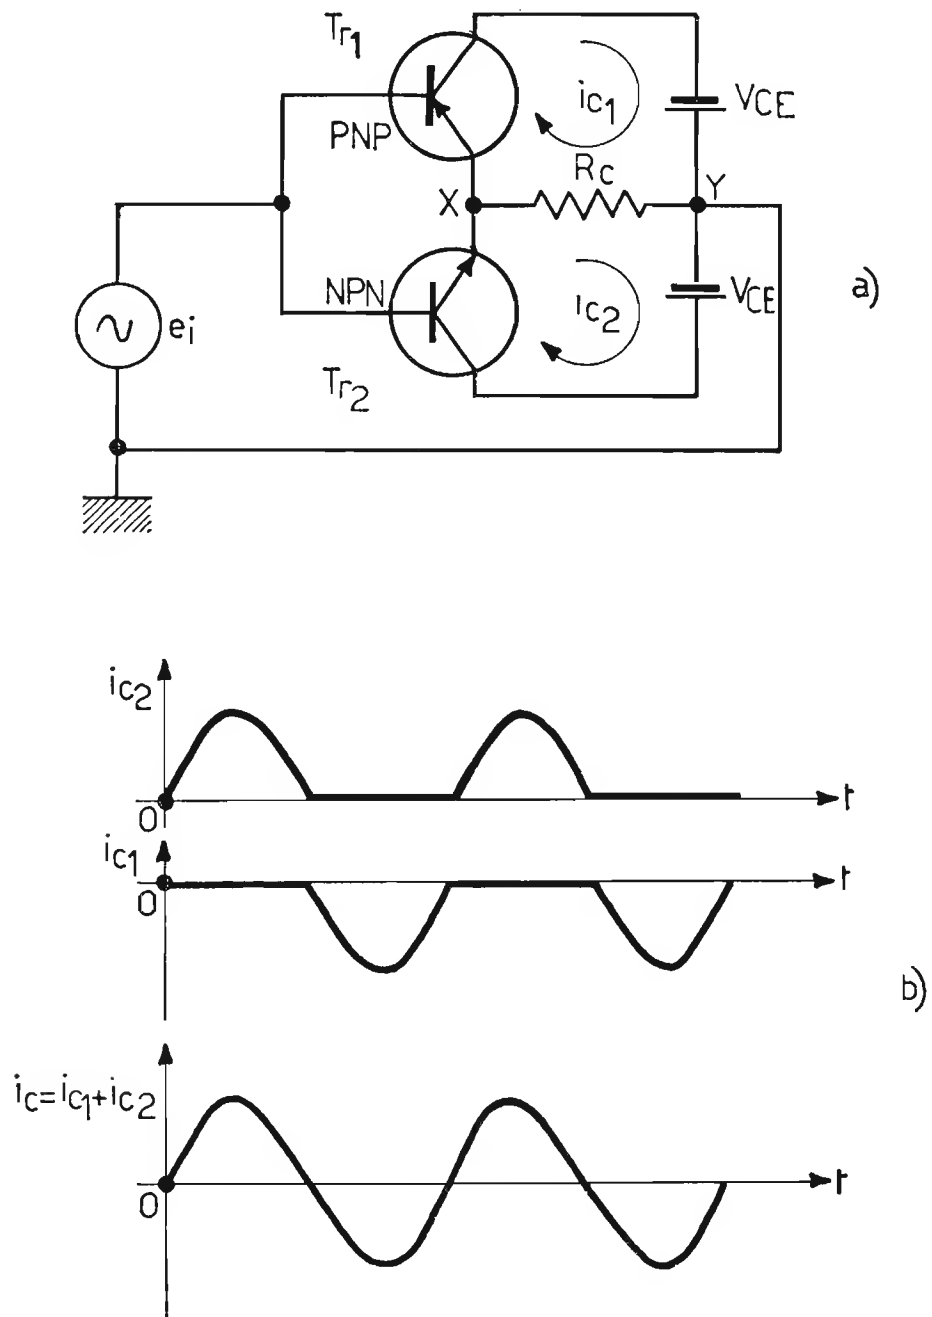 Tr1
PNP
ic1
VCE
Rc
X
Y
NPN
ei
ic2
VCE
a)
Tr2
ic2
0
t
ic1
0
t
b)
ic=ic1+ic2
0
t